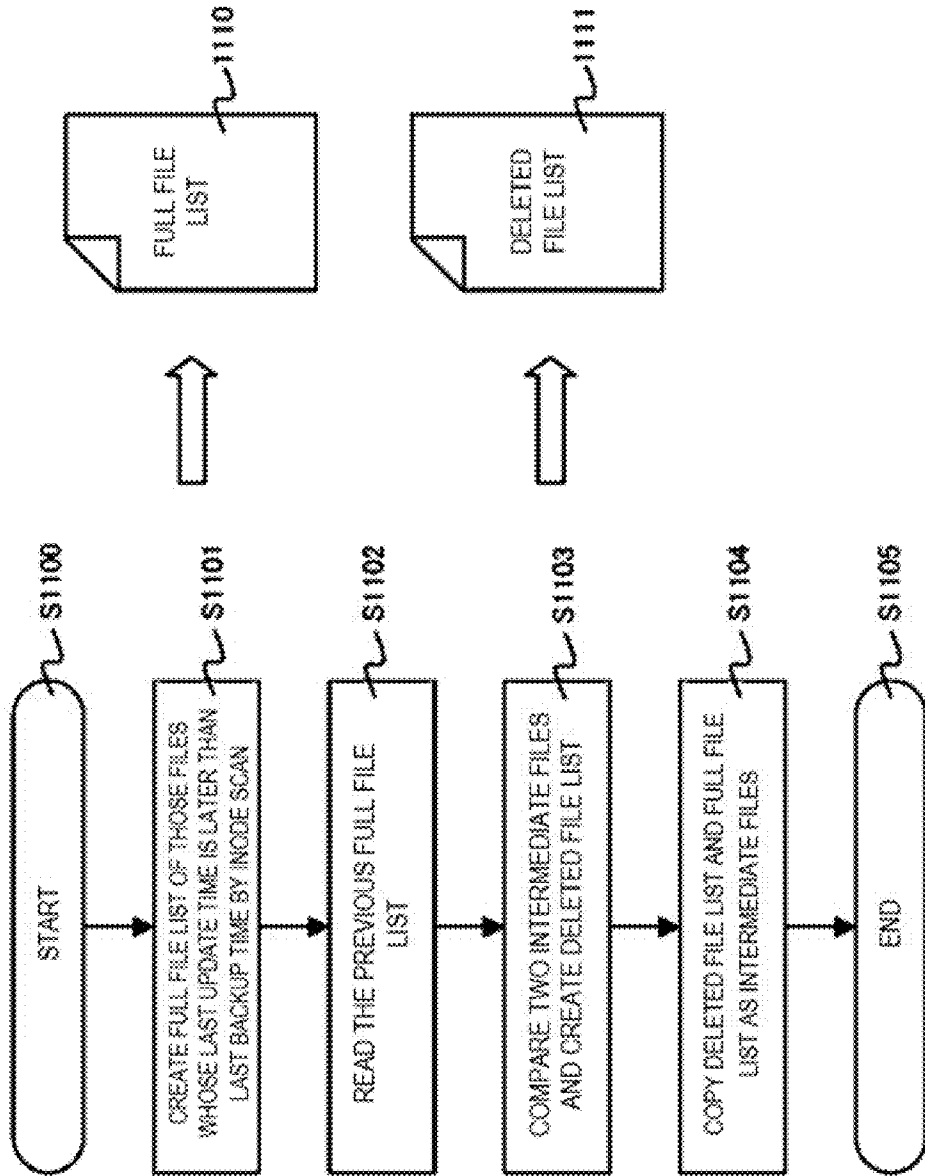 START
S1100
CREATE FULL FILE LIST OF THOSE FILES
WHOSE LAST UPDATE TIME IS LATER THAN
LAST BACKUP TIME BY INODE SCAN
S1101
FULL FILE
LIST
1110
READ THE PREVIOUS FULL FILE
LIST
S1102
COMPARE TWO INTERMEDIATE FILES
AND CREATE DELETED FILE LIST
S1103
DELETED
FILE LIST
1111
COPY DELETED FILE LIST AND FULL FILE
LIST AS INTERMEDIATE FILES
S1104
END
S1105